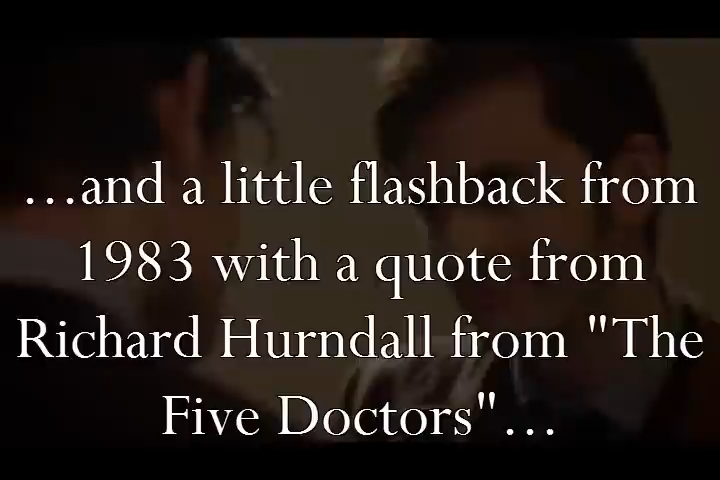 …and a little flashback from
1983 with a quote from
Richard Hurndall from "The
Five Doctors"…